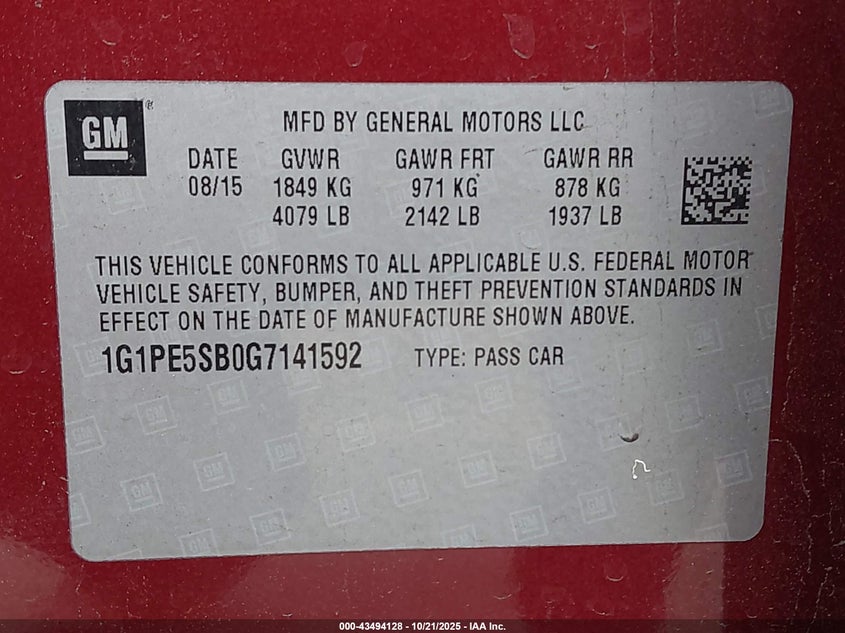 GM
MFD BY GENERAL MOTORS LLC
DATE GVWR GAWR FRT GAWR RR
08/15 1849 KG 971 KG 878 KG
4079 LB 2142 LB 1937 LB
THIS VEHICLE CONFORMS TO ALL APPLICABLE U.S. FEDERAL MOTOR
VEHICLE SAFETY, BUMPER, AND THEFT PREVENTION STANDARDS IN
EFFECT ON THE DATE OF MANUFACTURE SHOWN ABOVE.
1G1PE5SB0G7141592 TYPE: PASS CAR
000-43494128 - 10/21/2025 - IAA Inc.